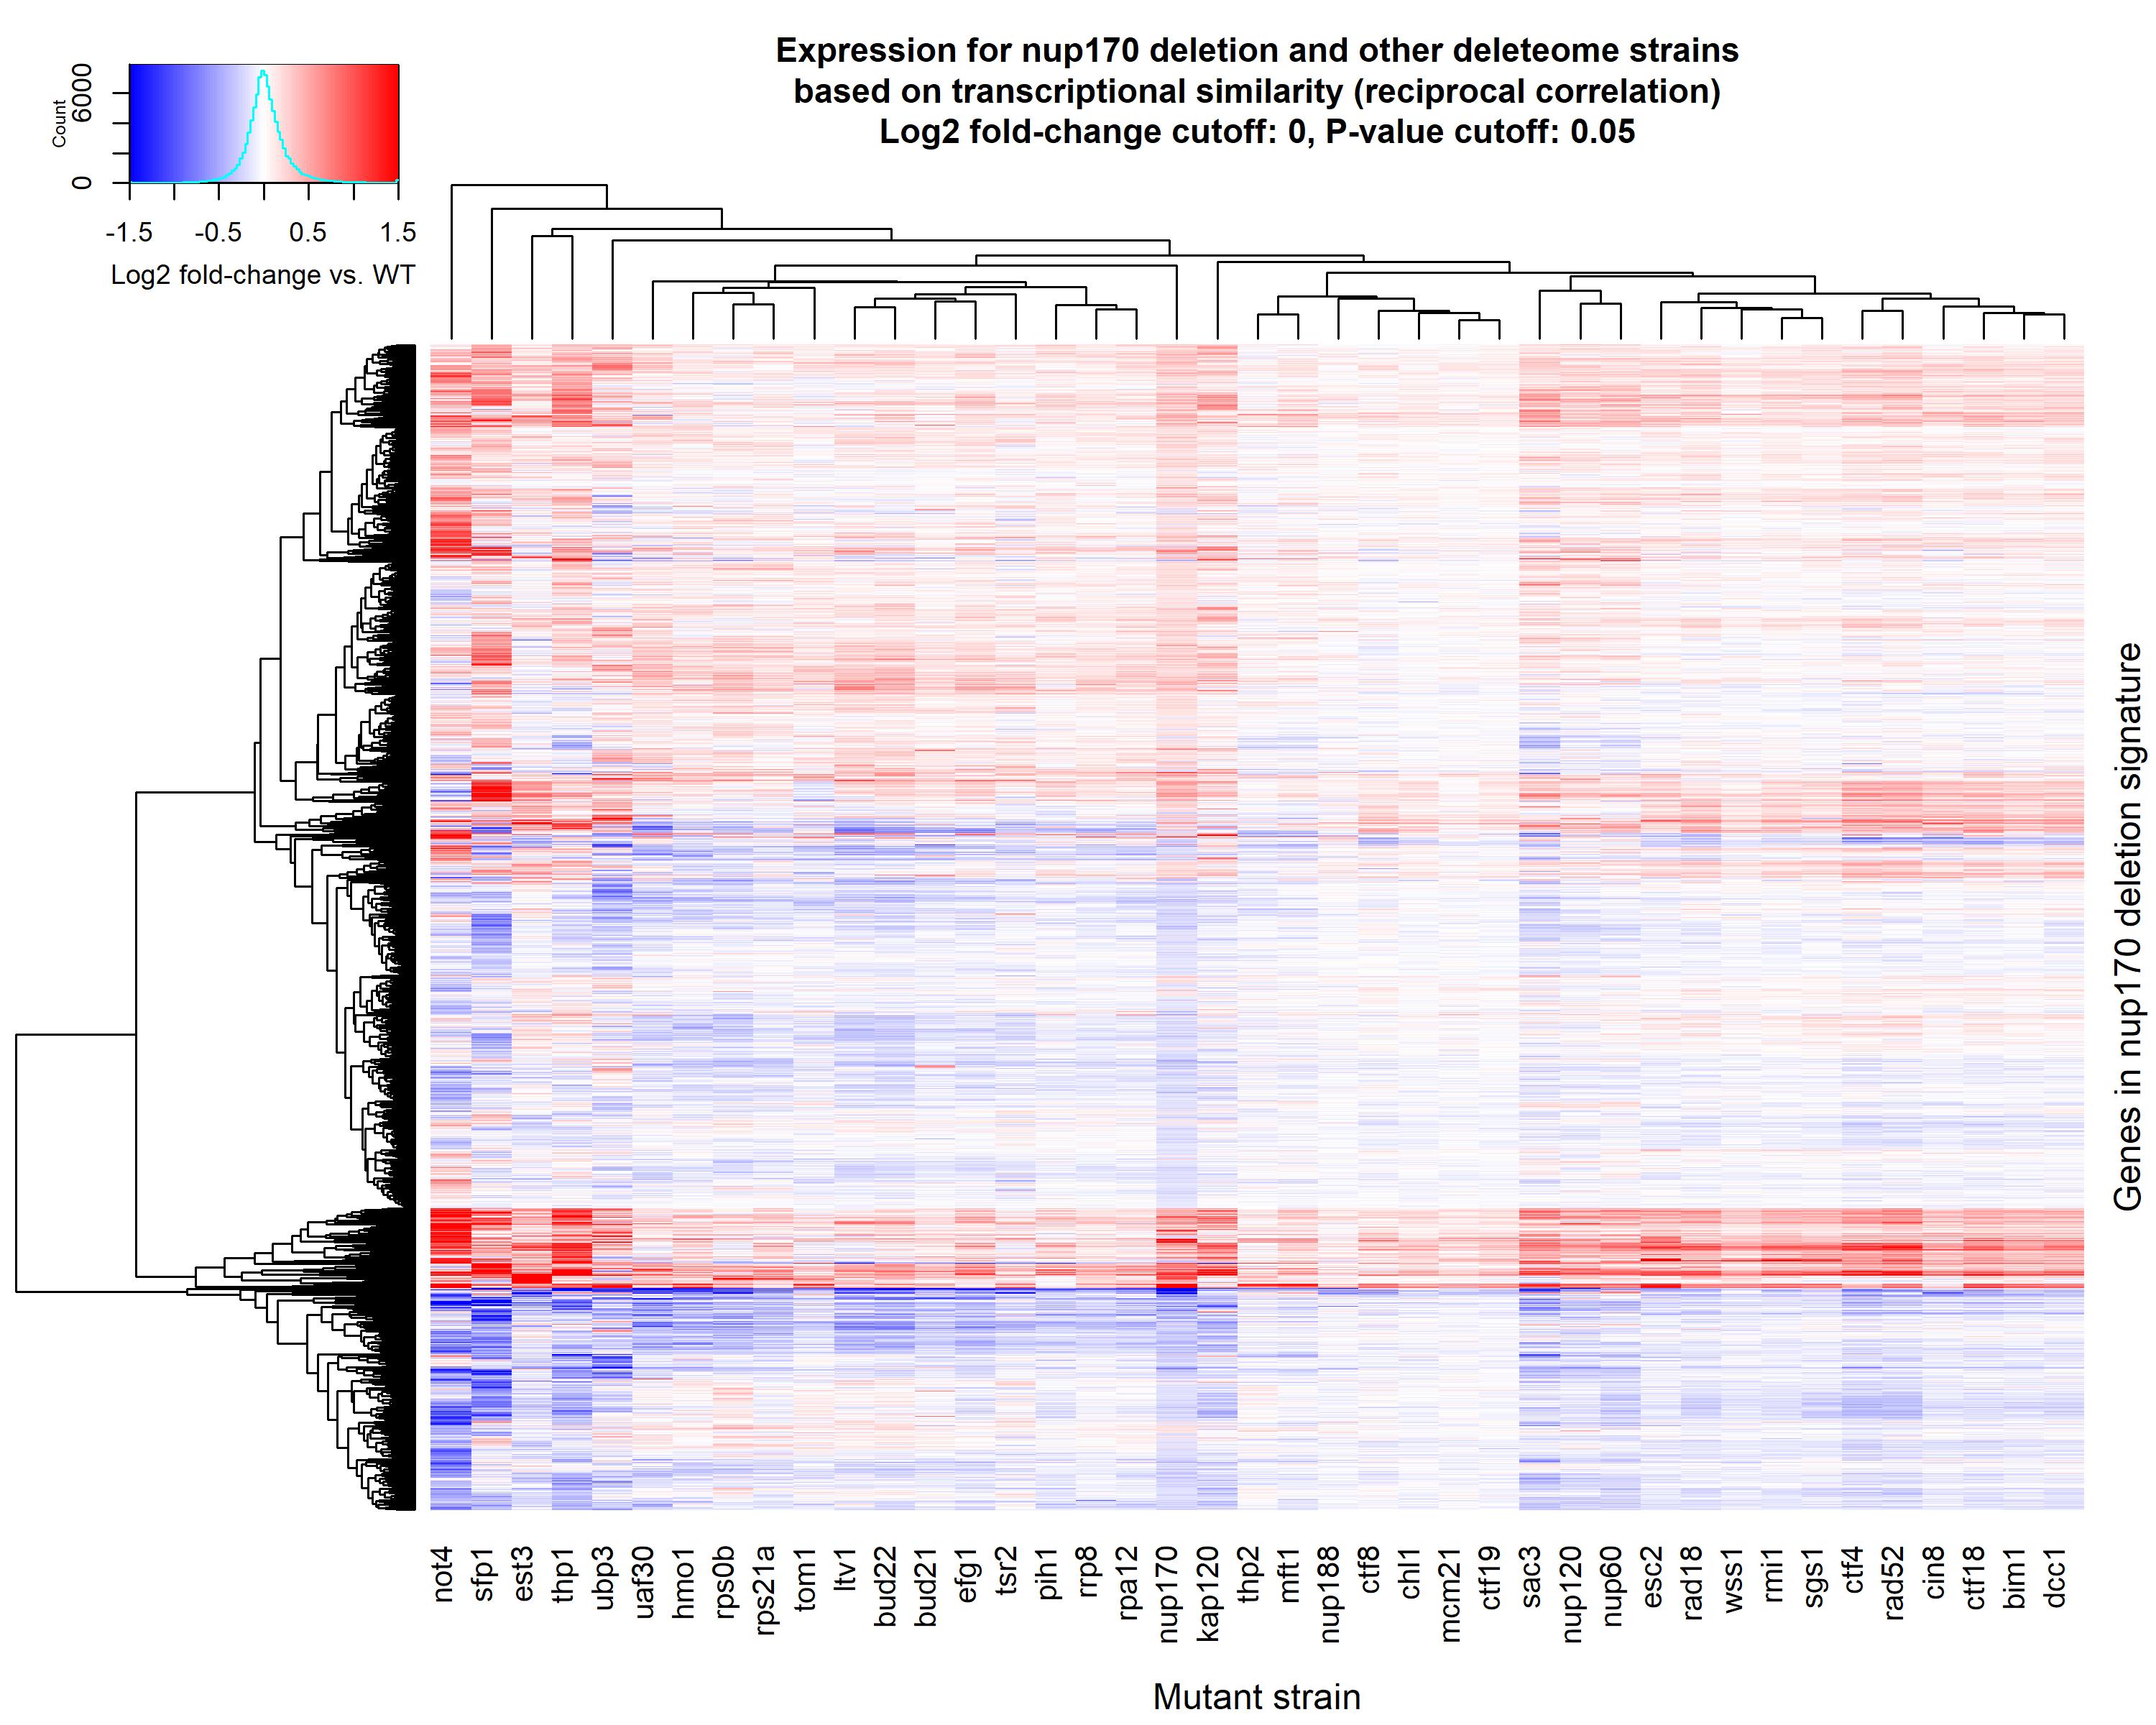 Expression for nup170 deletion and other deleteome strains
based on transcriptional similarity (reciprocal correlation)
Log2 fold-change cutoff: 0, P-value cutoff: 0.05
Count
0 6000
-1.5 -0.5 0.5 1.5
Log2 fold-change vs. WT
Genes in nup170 deletion signature
not4 sfp1 est3 thp1 ubp3 uaf30 hmo1 rps0b rps21a tom1 ltv1 bud22 bud21 efg1 tsr2 pih1 rrp8 rpa12 nup170 kap120 thp2 mft1 nup188 ctf8 chl1 mcm21 ctf19 sac3 nup120 nup60 esc2 rad18 wss1 rmi1 sgs1 ctf4 rad52 cin8 ctf18 bim1 dcc1
Mutant strain